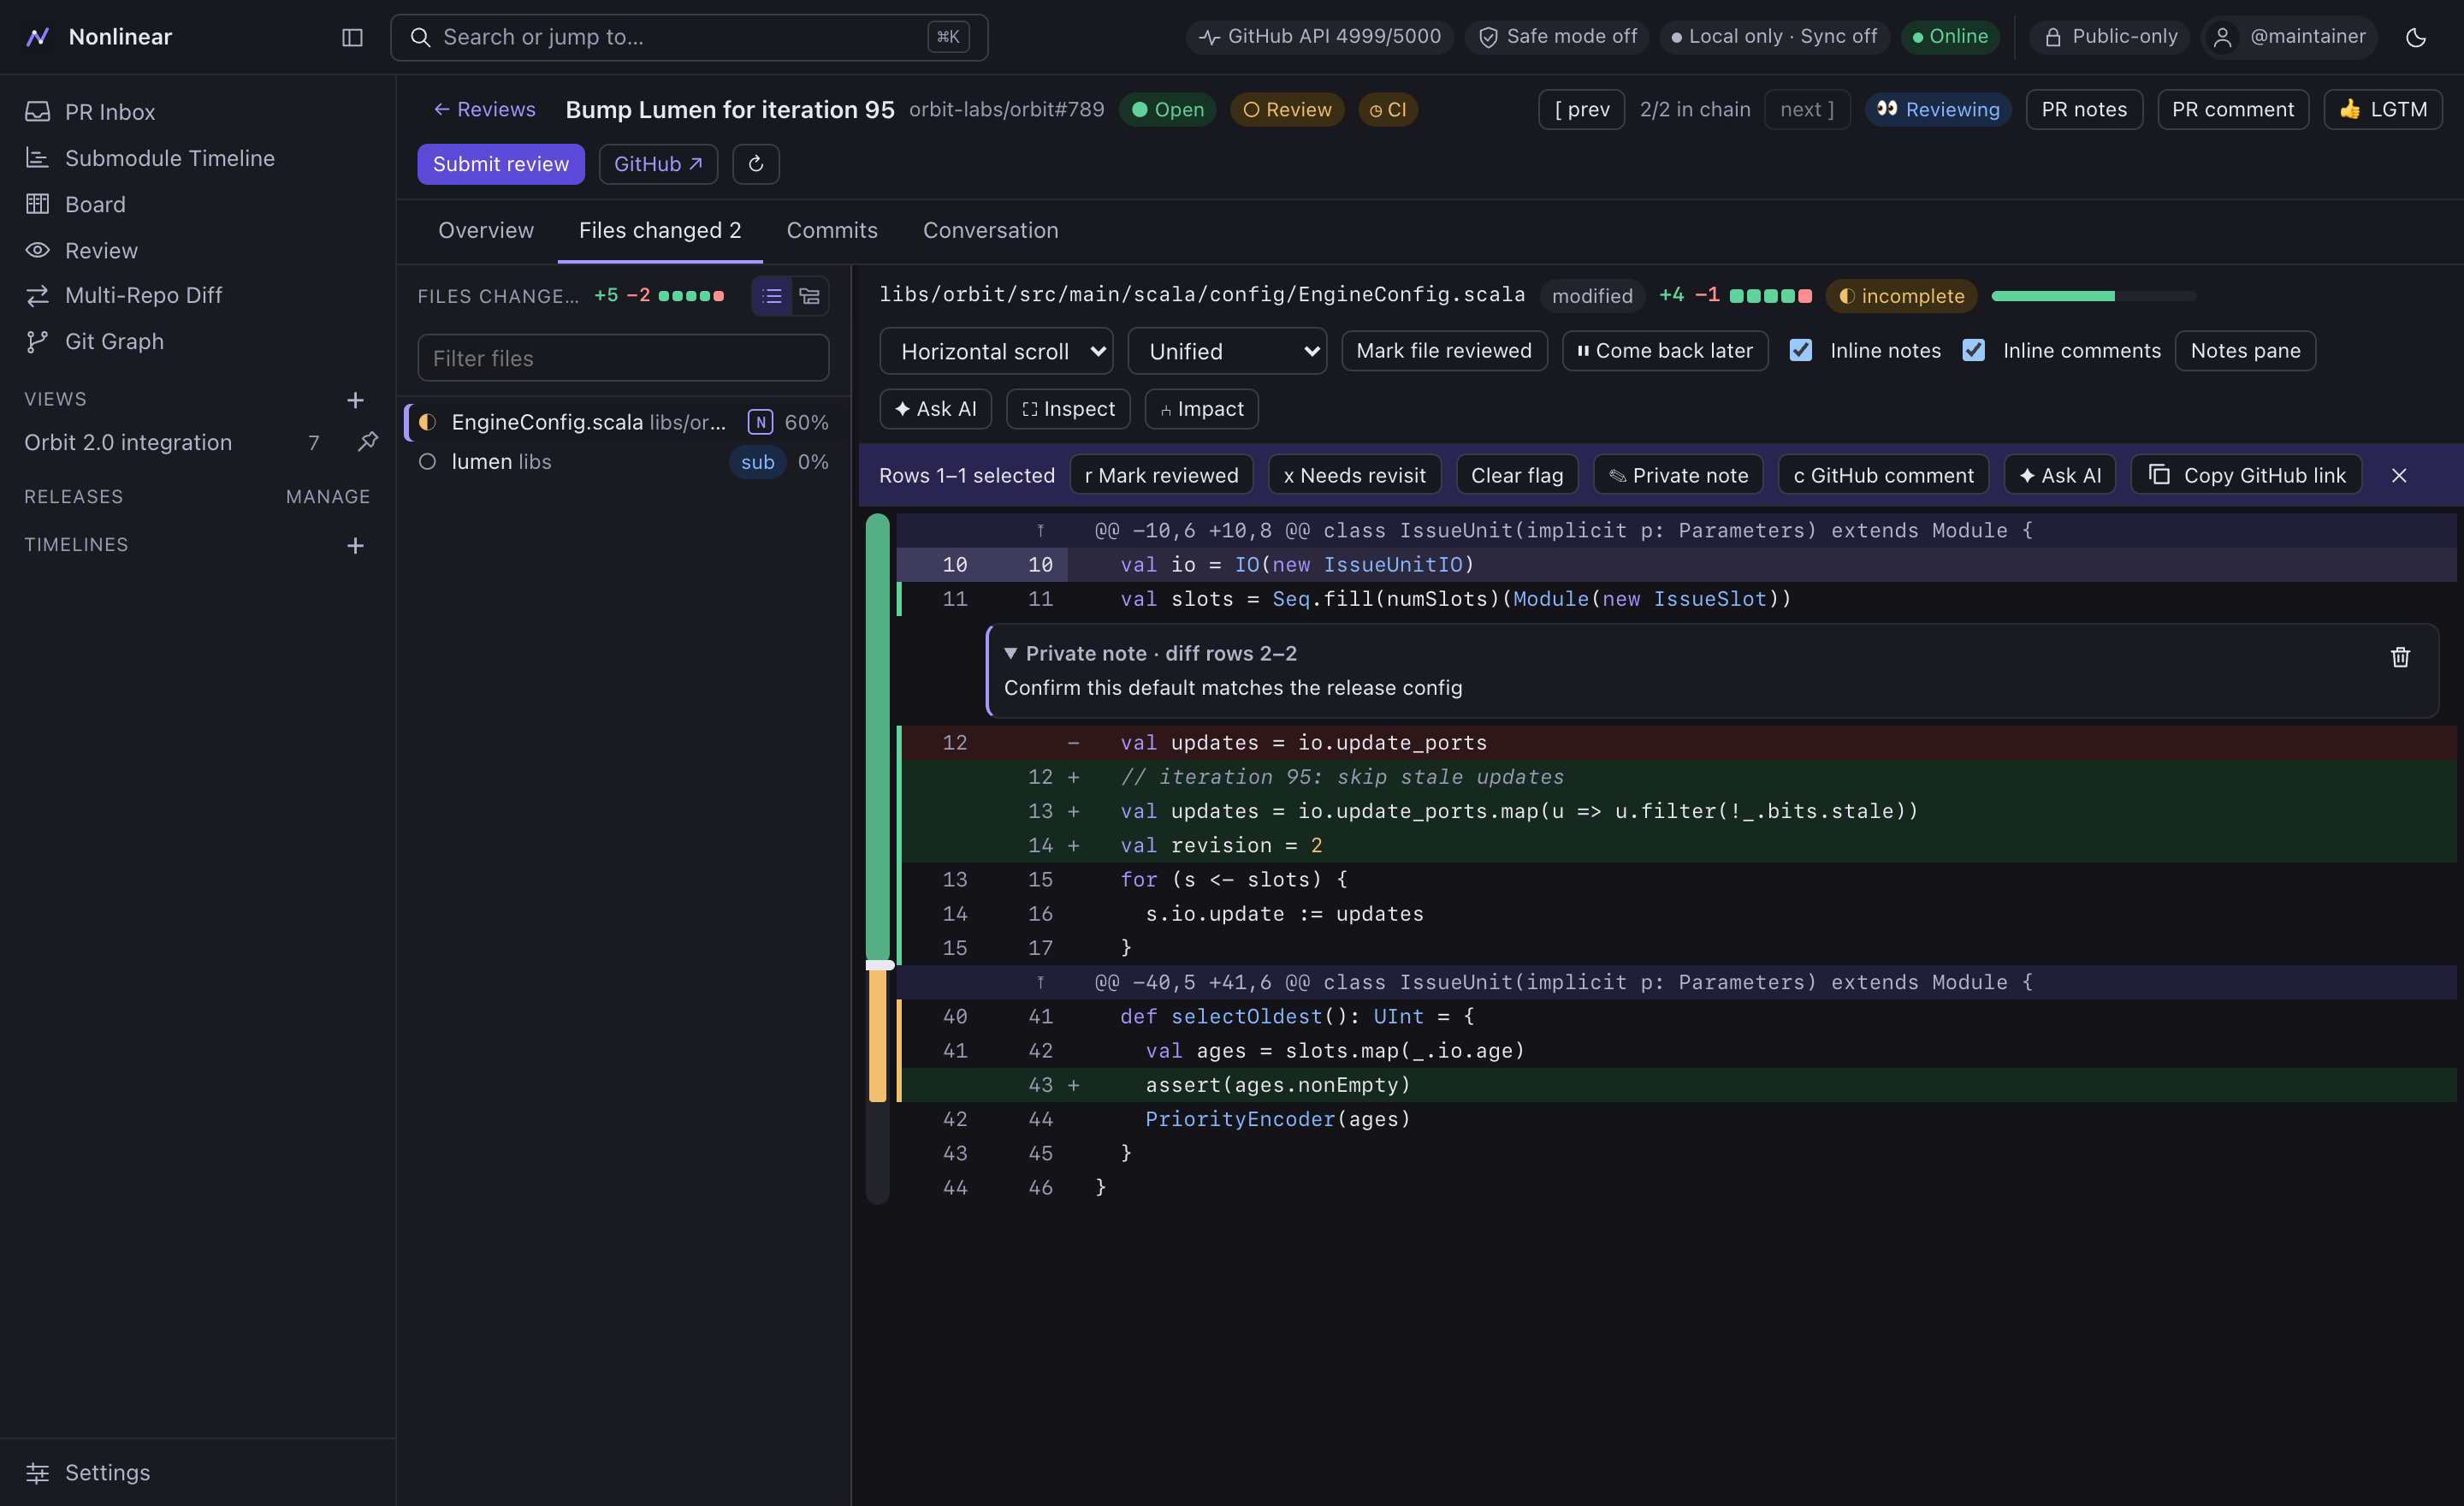 Nonlinear
Search or jump to...
⌘K
GitHub API 4999/5000
Safe mode off
Local only · Sync off
Online
Public-only
@maintainer
PR Inbox
Submodule Timeline
Board
Review
Multi-Repo Diff
Git Graph
VIEWS
Orbit 2.0 integration 7
RELEASES MANAGE
TIMELINES
Settings
← Reviews
Bump Lumen for iteration 95 orbit-labs/orbit#789
Open
Review
CI
[ prev
2/2 in chain
next ]
👀 Reviewing
PR notes
PR comment
👍 LGTM
Submit review
GitHub ↗
↻
Overview
Files changed 2
Commits
Conversation
FILES CHANGE... +5 −2
Filter files
EngineConfig.scala libs/or... N 60%
lumen libs sub 0%
libs/orbit/src/main/scala/config/EngineConfig.scala modified +4 −1 incomplete
Horizontal scroll
Unified
Mark file reviewed
Come back later
Inline notes
Inline comments
Notes pane
✦ Ask AI
Inspect
Impact
Rows 1–1 selected
r Mark reviewed
x Needs revisit
Clear flag
✎ Private note
c GitHub comment
✦ Ask AI
Copy GitHub link
@@ −10,6 +10,8 @@ class IssueUnit(implicit p: Parameters) extends Module {
10 10 val io = IO(new IssueUnitIO)
11 11 val slots = Seq.fill(numSlots)(Module(new IssueSlot))
▼ Private note · diff rows 2–2
Confirm this default matches the release config
12 − val updates = io.update_ports
12 + // iteration 95: skip stale updates
13 + val updates = io.update_ports.map(u => u.filter(!_.bits.stale))
14 + val revision = 2
13 15 for (s <- slots) {
14 16 s.io.update := updates
15 17 }
@@ −40,5 +41,6 @@ class IssueUnit(implicit p: Parameters) extends Module {
40 41 def selectOldest(): UInt = {
41 42 val ages = slots.map(_.io.age)
43 + assert(ages.nonEmpty)
42 44 PriorityEncoder(ages)
43 45 }
44 46 }